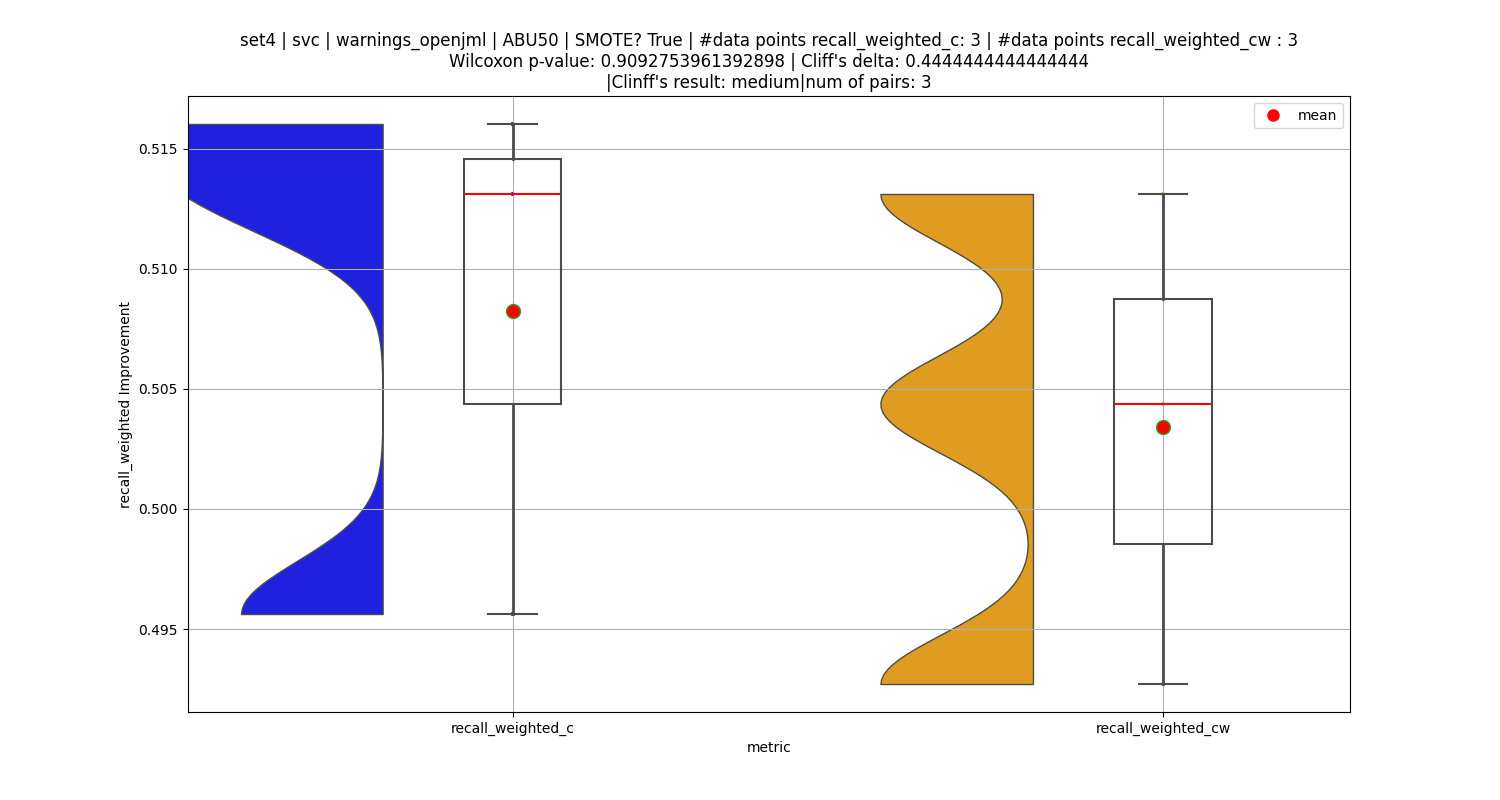 set4 | svc | warnings_openjml | ABU50 | SMOTE? True | #data points recall_weighted_c: 3 | #data points recall_weighted_cw : 3
Wilcoxon p-value: 0.9092753961392898 | Cliff's delta: 0.4444444444444444
|Clinff's result: medium|num of pairs: 3
mean
0.515
0.510
0.505
0.500
0.495
recall_weighted Improvement
recall_weighted_c
recall_weighted_cw
metric